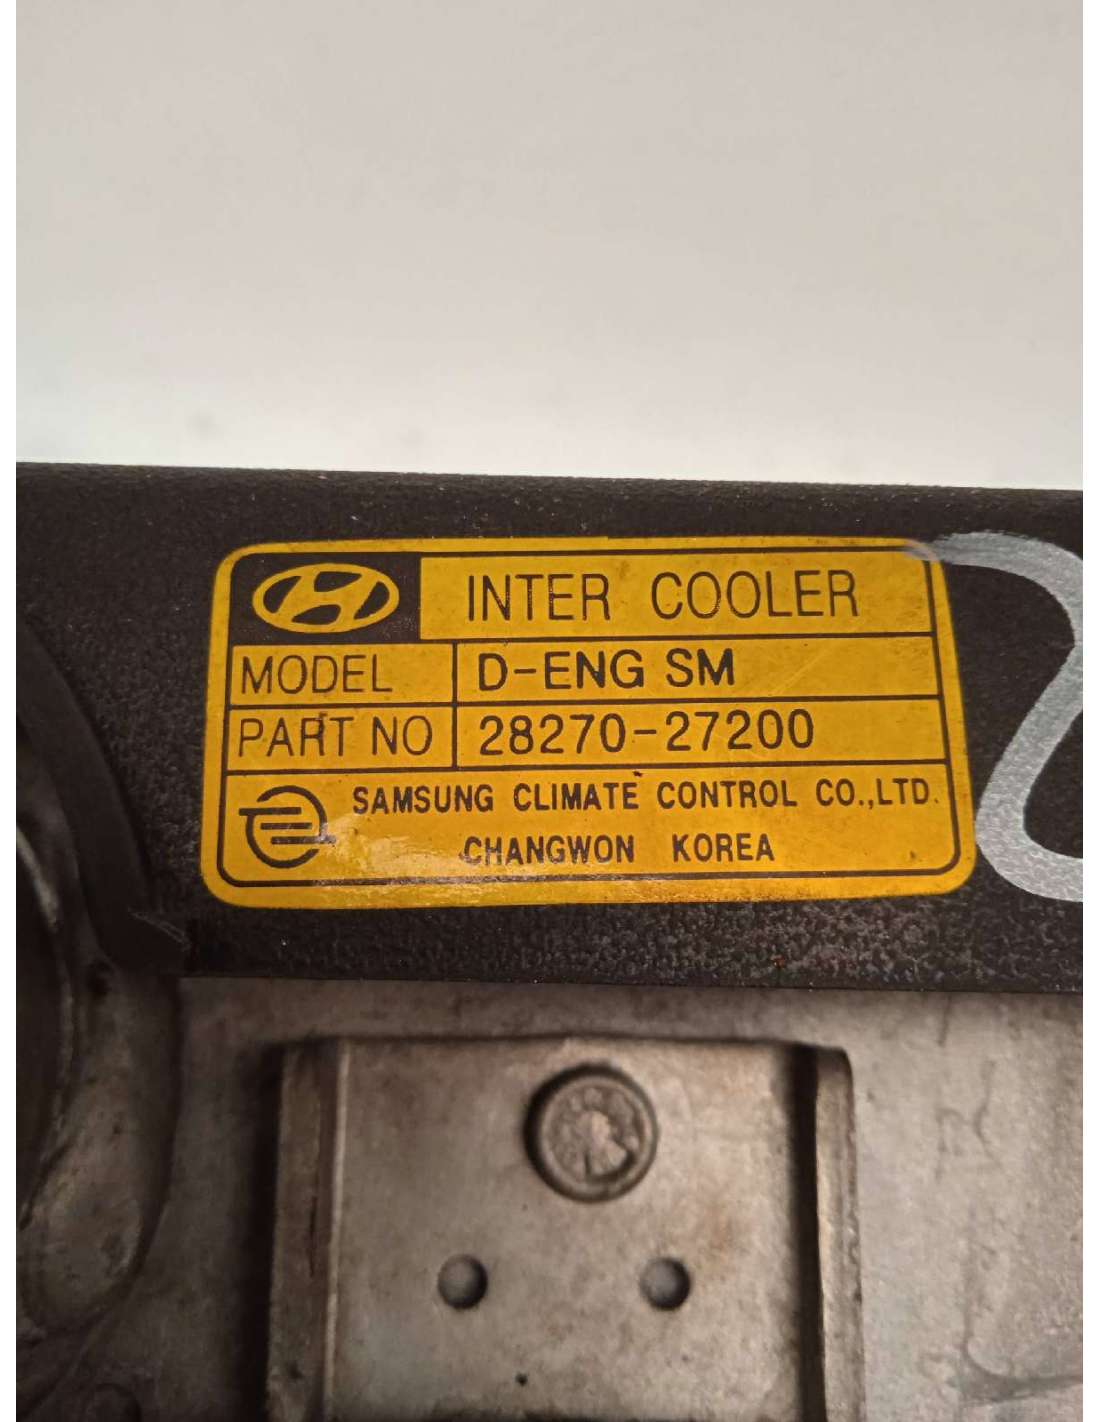 INTER COOLER
MODEL D-ENG SM
PART NO 28270-27200
SAMSUNG CLIMATE CONTROL CO.,LTD.
CHANGWON KOREA